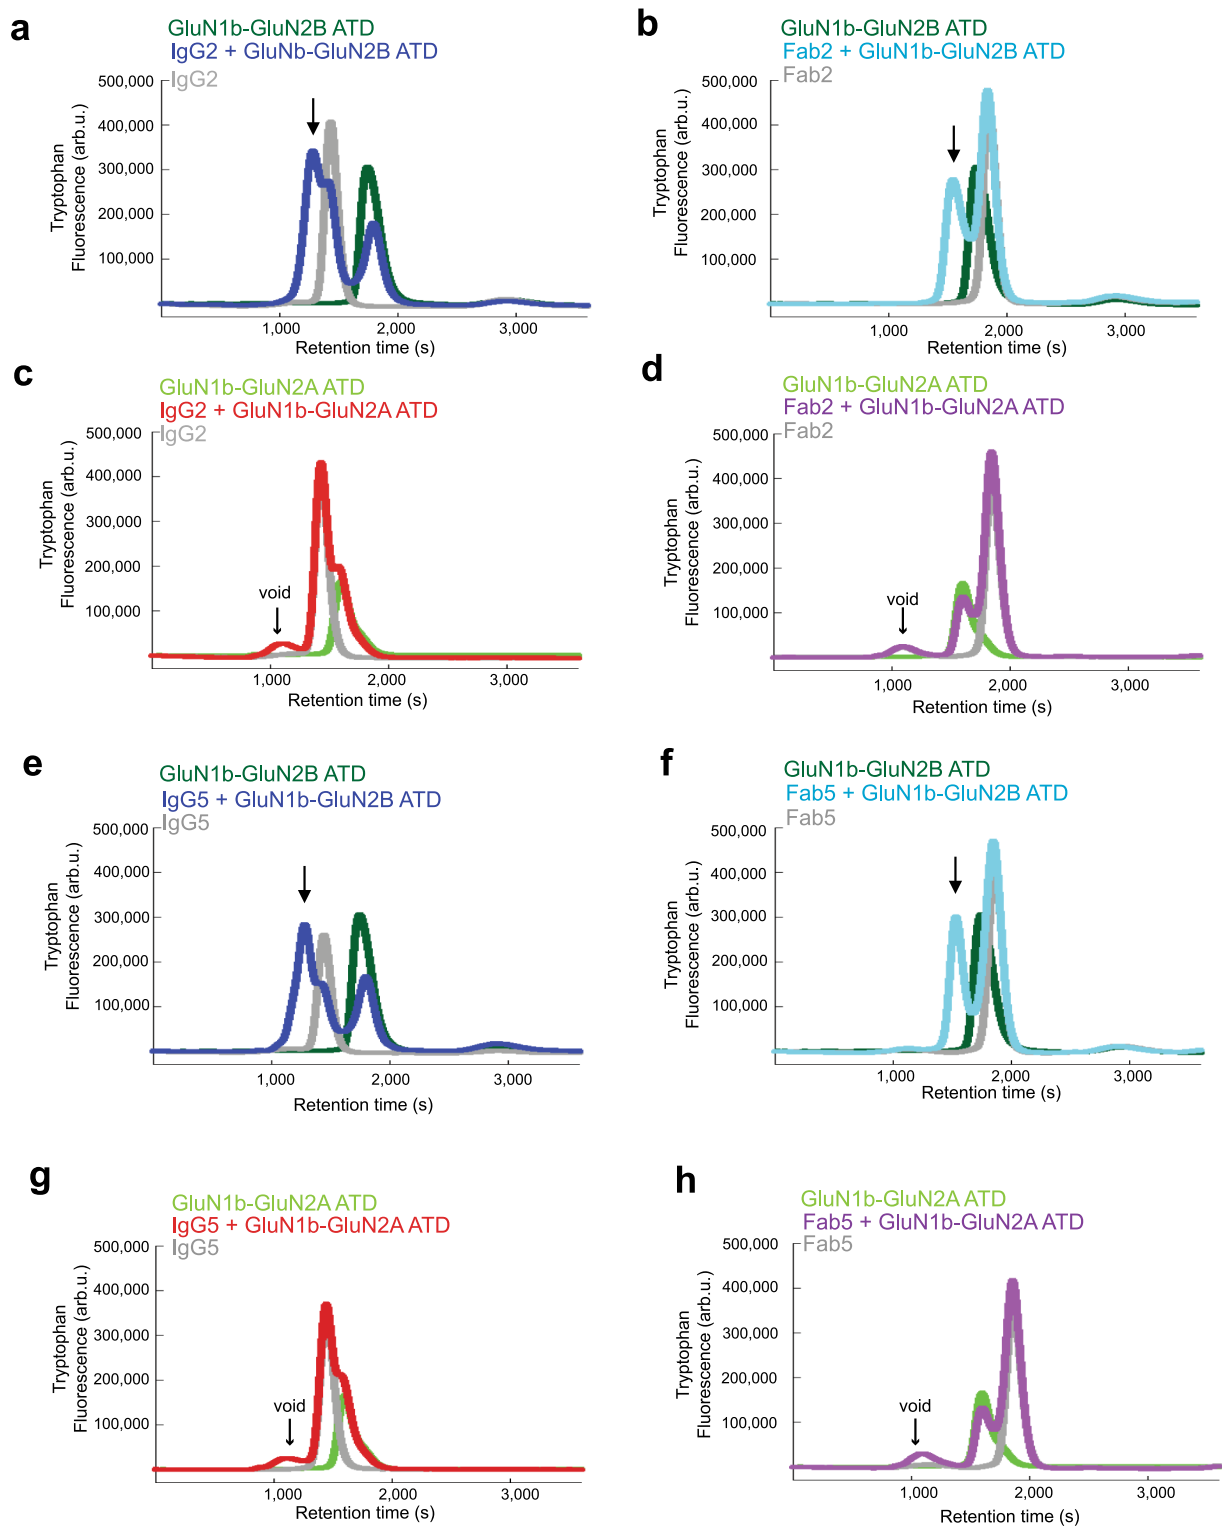 a
GluN1b-GluN2B ATD
IgG2 + GluNb-GluN2B ATD
IgG2
500,000
400,000
300,000
200,000
100,000
Tryptophan
Fluorescence (arb.u.)
1,000 2,000 3,000
Retention time (s)
b
GluN1b-GluN2B ATD
Fab2 + GluN1b-GluN2B ATD
Fab2
500,000
400,000
300,000
200,000
100,000
Tryptophan
Fluorescence (arb.u.)
1,000 2,000 3,000
Retention time (s)
c
GluN1b-GluN2A ATD
IgG2 + GluN1b-GluN2A ATD
IgG2
500,000
400,000
300,000
200,000
100,000
Tryptophan
Fluorescence (arb.u.)
void
1,000 2,000 3,000
Retention time (s)
d
GluN1b-GluN2A ATD
Fab2 + GluN1b-GluN2A ATD
Fab2
500,000
400,000
300,000
200,000
100,000
Tryptophan
Fluorescence (arb.u.)
void
1,000 2,000 3,000
Retention time (s)
e
GluN1b-GluN2B ATD
IgG5 + GluN1b-GluN2B ATD
IgG5
500,000
400,000
300,000
200,000
100,000
Tryptophan
Fluorescence (arb.u.)
1,000 2,000 3,000
Retention time (s)
f
GluN1b-GluN2B ATD
Fab5 + GluN1b-GluN2B ATD
Fab5
500,000
400,000
300,000
200,000
100,000
Tryptophan
Fluorescence (arb.u.)
1,000 2,000 3,000
Retention time (s)
g
GluN1b-GluN2A ATD
IgG5 + GluN1b-GluN2A ATD
IgG5
500,000
400,000
300,000
200,000
100,000
Tryptophan
Fluorescence (arb.u.)
void
1,000 2,000 3,000
Retention time (s)
h
GluN1b-GluN2A ATD
Fab5 + GluN1b-GluN2A ATD
Fab5
500,000
400,000
300,000
200,000
100,000
Tryptophan
Fluorescence (arb.u.)
void
1,000 2,000 3,000
Retention time (s)